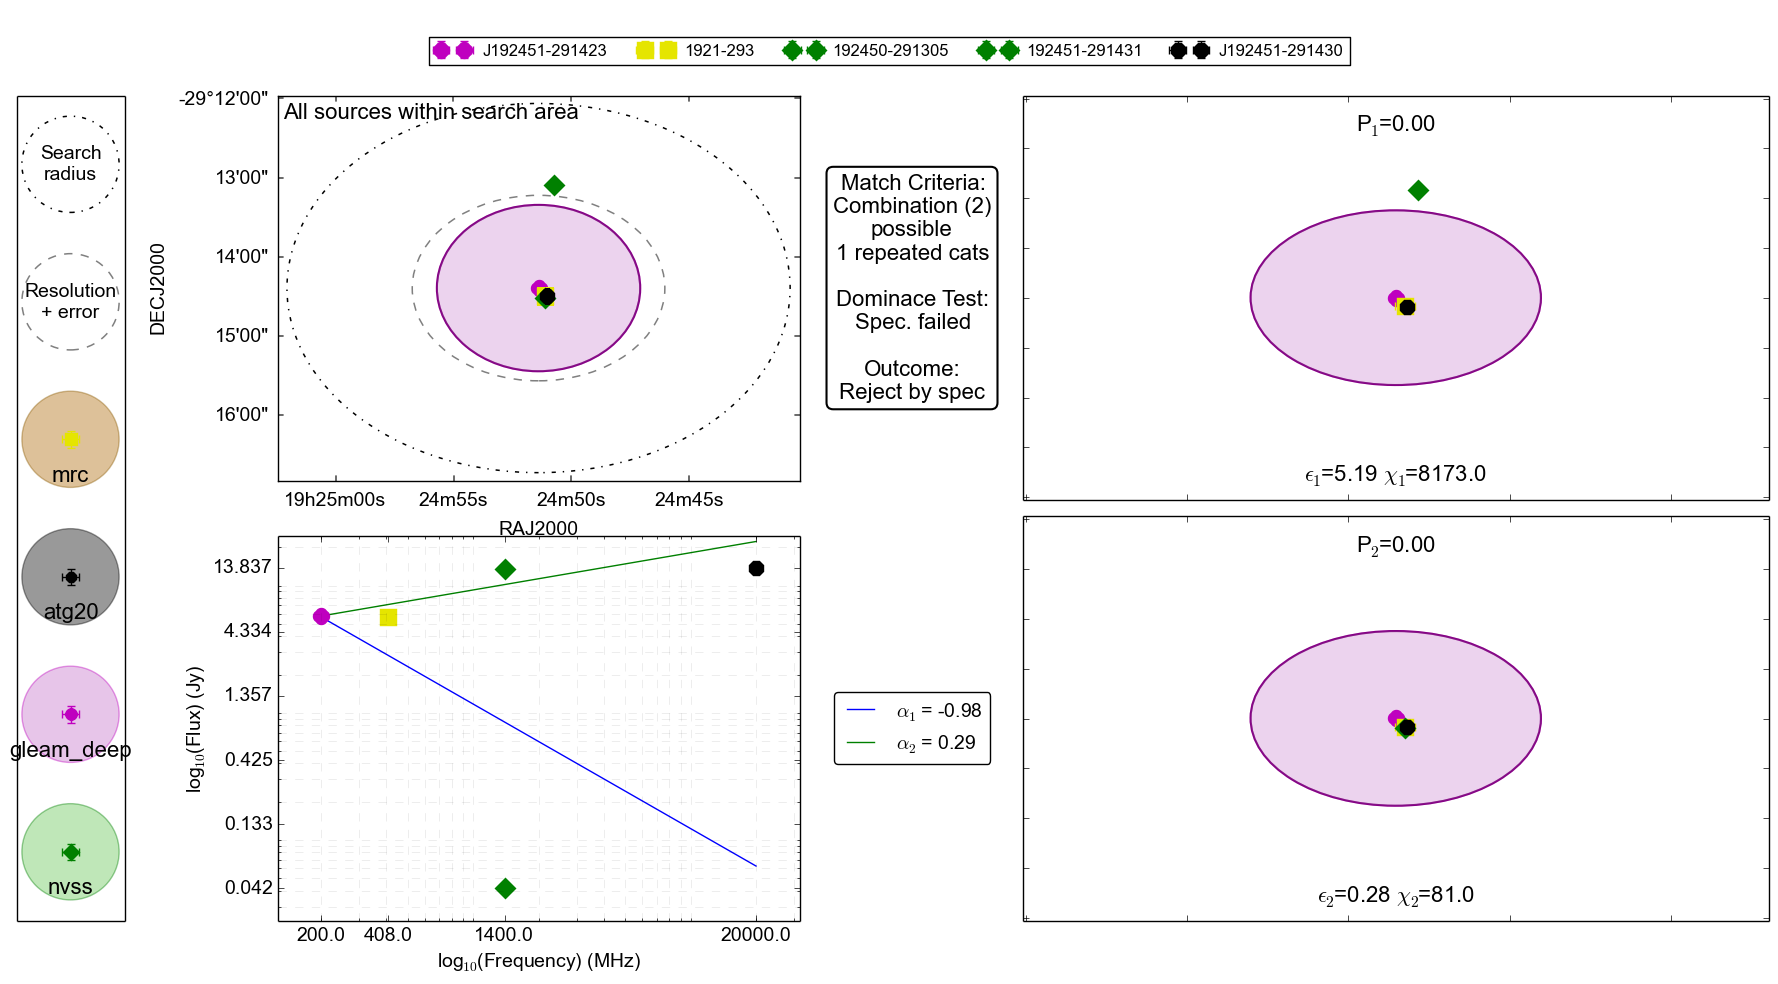 J192451-291423 1921-293 192450-291305 192451-291431 J192451-291430
Search
radius
Resolution
+ error
mrc
atg20
gleam_deep
nvss
All sources within search area
-29°12'00"
13'00"
14'00"
15'00"
16'00"
DECJ2000
19h25m00s 24m55s 24m50s 24m45s
RAJ2000
Match Criteria:
Combination (2)
possible
1 repeated cats
Dominace Test:
Spec. failed
Outcome:
Reject by spec
P₁=0.00
ϵ₁=5.19 χ₁=8173.0
13.837
4.334
1.357
0.425
0.133
0.042
log₁₀(Flux) (Jy)
200.0 408.0 1400.0 20000.0
log₁₀(Frequency) (MHz)
α₁ = -0.98
α₂ = 0.29
P₂=0.00
ϵ₂=0.28 χ₂=81.0